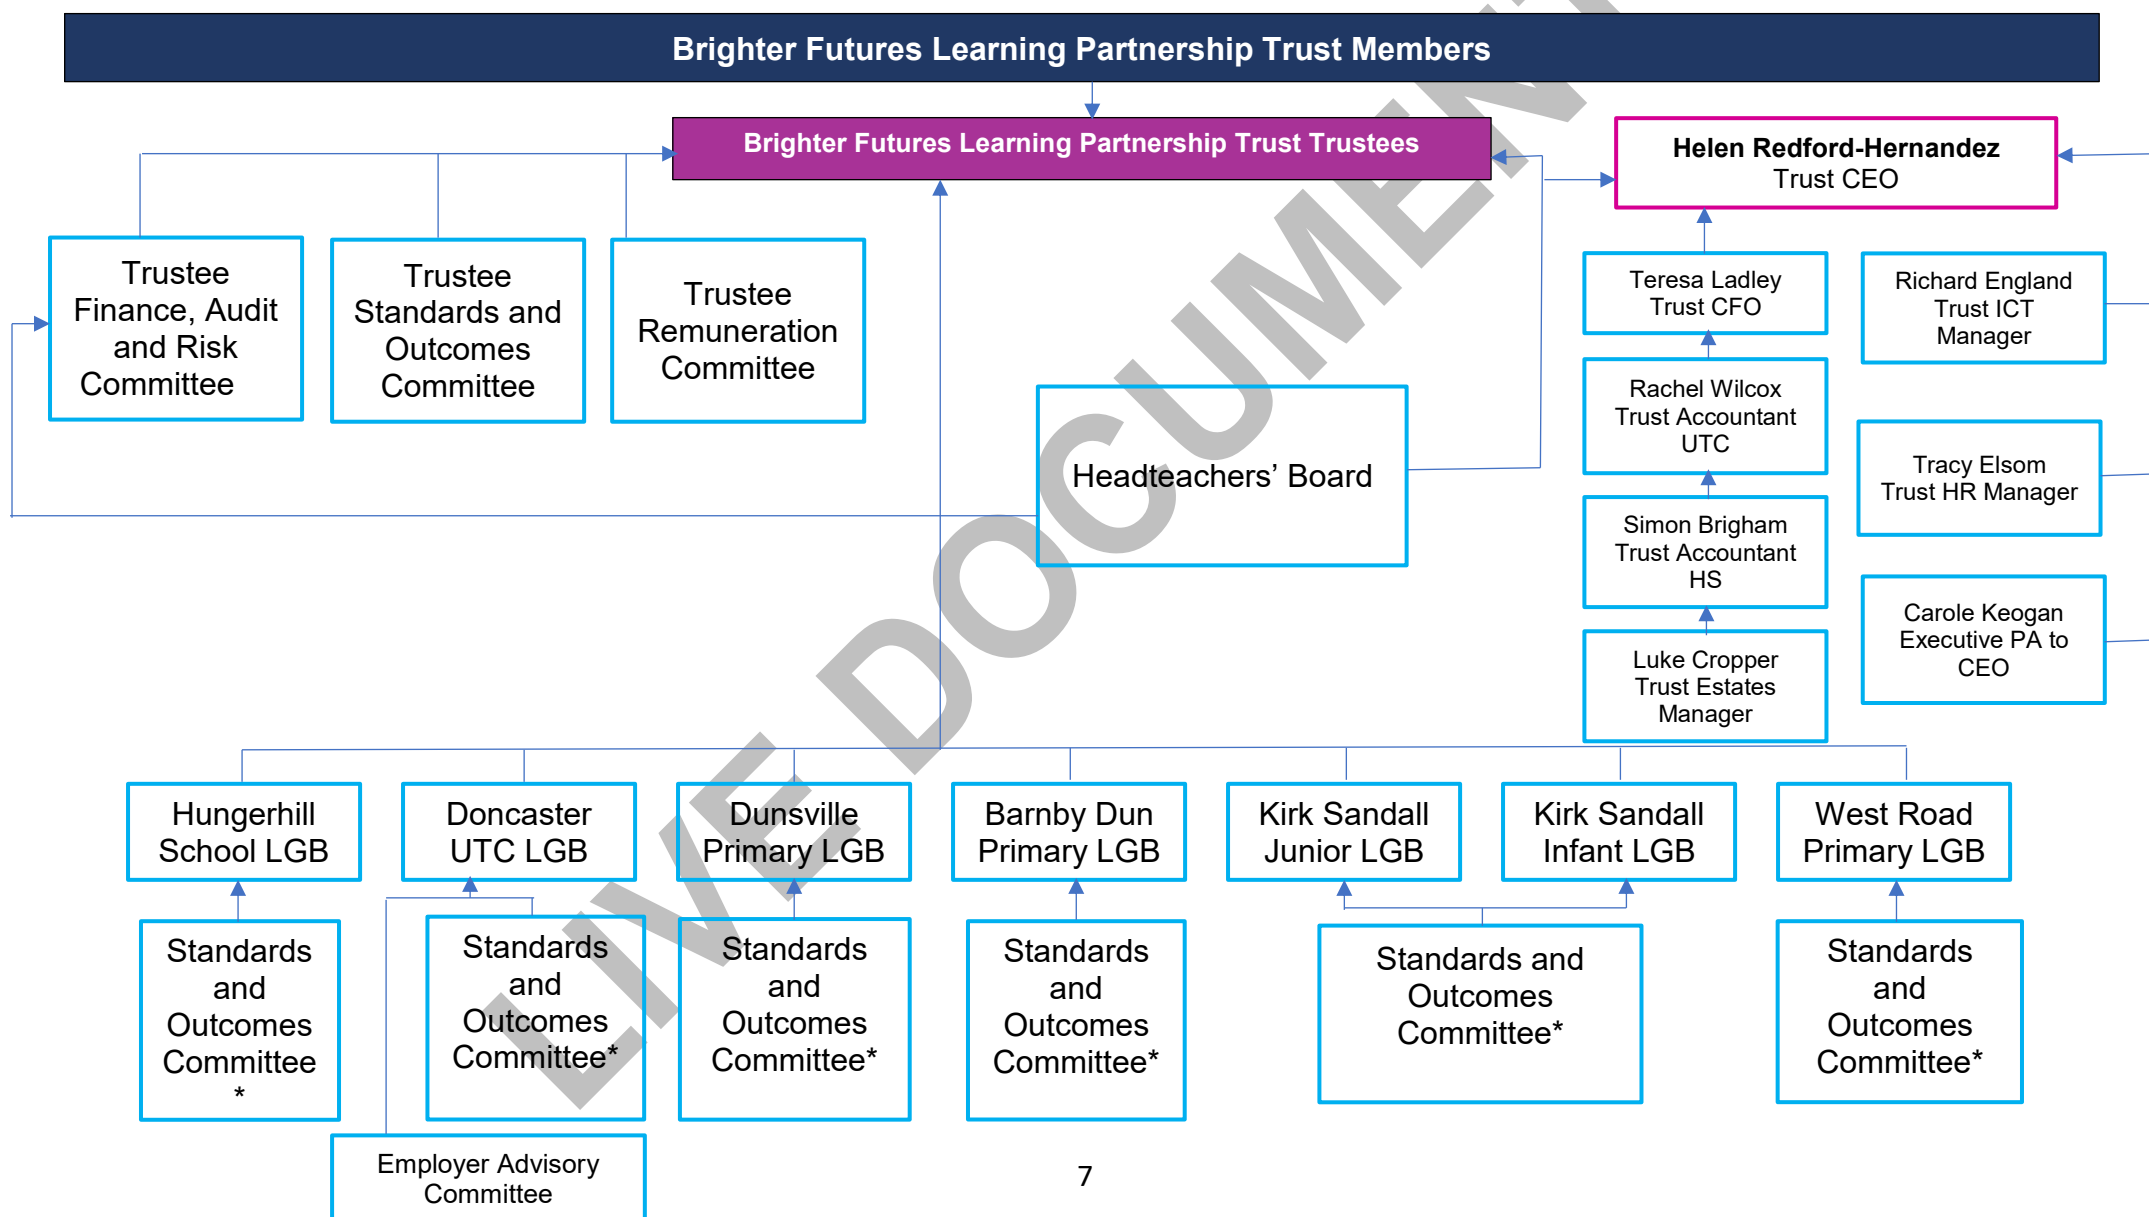 Brighter Futures Learning Partnership Trust Members
Brighter Futures Learning Partnership Trust Trustees
Helen Redford-Hernandez
Trust CEO
Trustee
Finance, Audit
and Risk
Committee
Trustee
Standards and
Outcomes
Committee
Trustee
Remuneration
Committee
Headteachers’ Board
Teresa Ladley
Trust CFO
Rachel Wilcox
Trust Accountant
UTC
Simon Brigham
Trust Accountant
HS
Luke Cropper
Trust Estates
Manager
Richard England
Trust ICT
Manager
Tracy Elsom
Trust HR Manager
Carole Keogan
Executive PA to
CEO
Hungerhill
School LGB
Doncaster
UTC LGB
Dunsville
Primary LGB
Barnby Dun
Primary LGB
Kirk Sandall
Junior LGB
Kirk Sandall
Infant LGB
West Road
Primary LGB
Standards
and
Outcomes
Committee
*
Standards
and
Outcomes
Committee*
Standards
and
Outcomes
Committee*
Standards
and
Outcomes
Committee*
Standards and
Outcomes
Committee*
Standards
and
Outcomes
Committee*
Employer Advisory
Committee
7
LIVE DOCUMENT